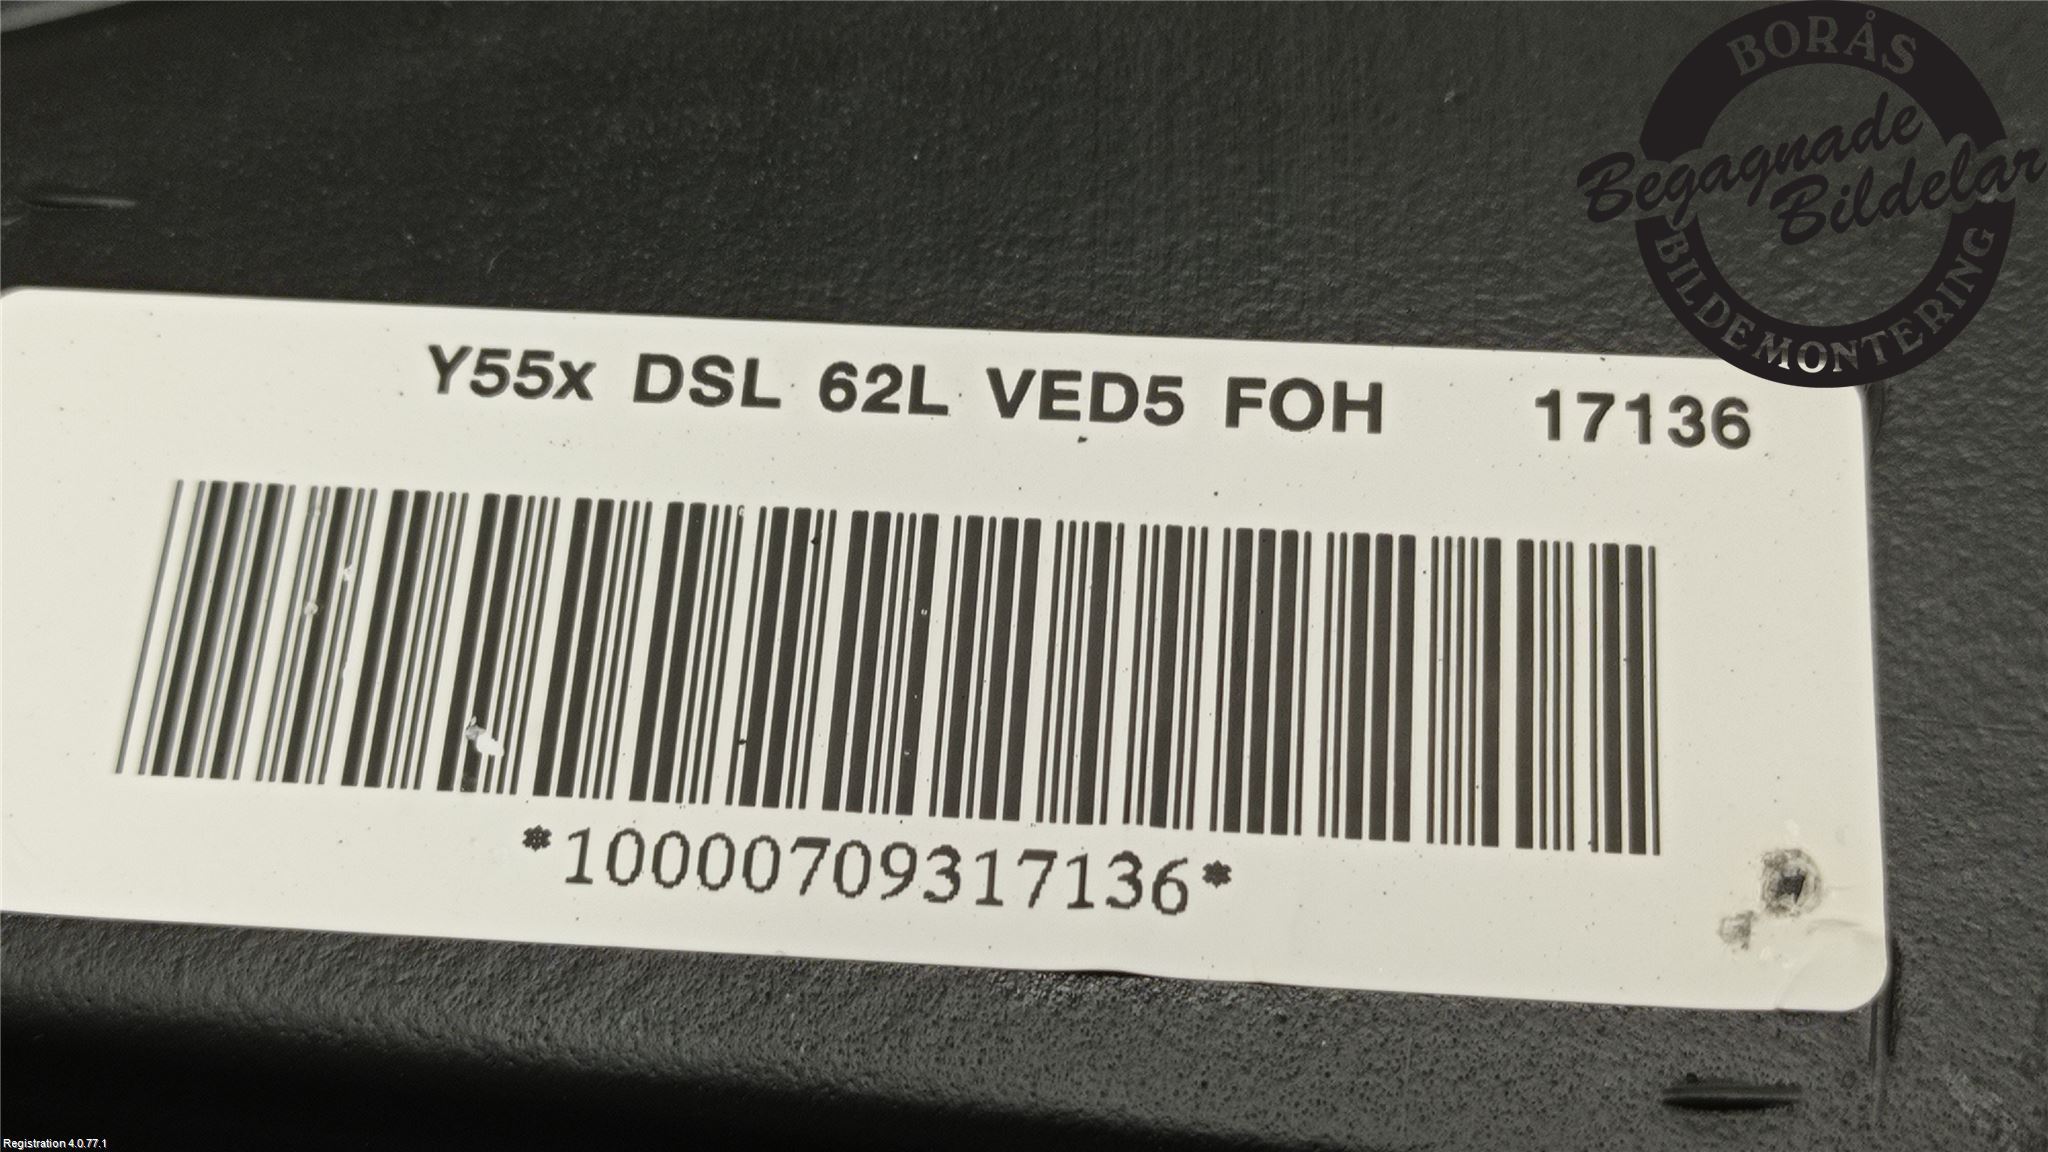 BORÅS
Begagnade
Bildelar
BILDEMONTERING
Y55x DSL 62L VED5 FOH 17136
*10000709317136*
Registration 4.0.77.1